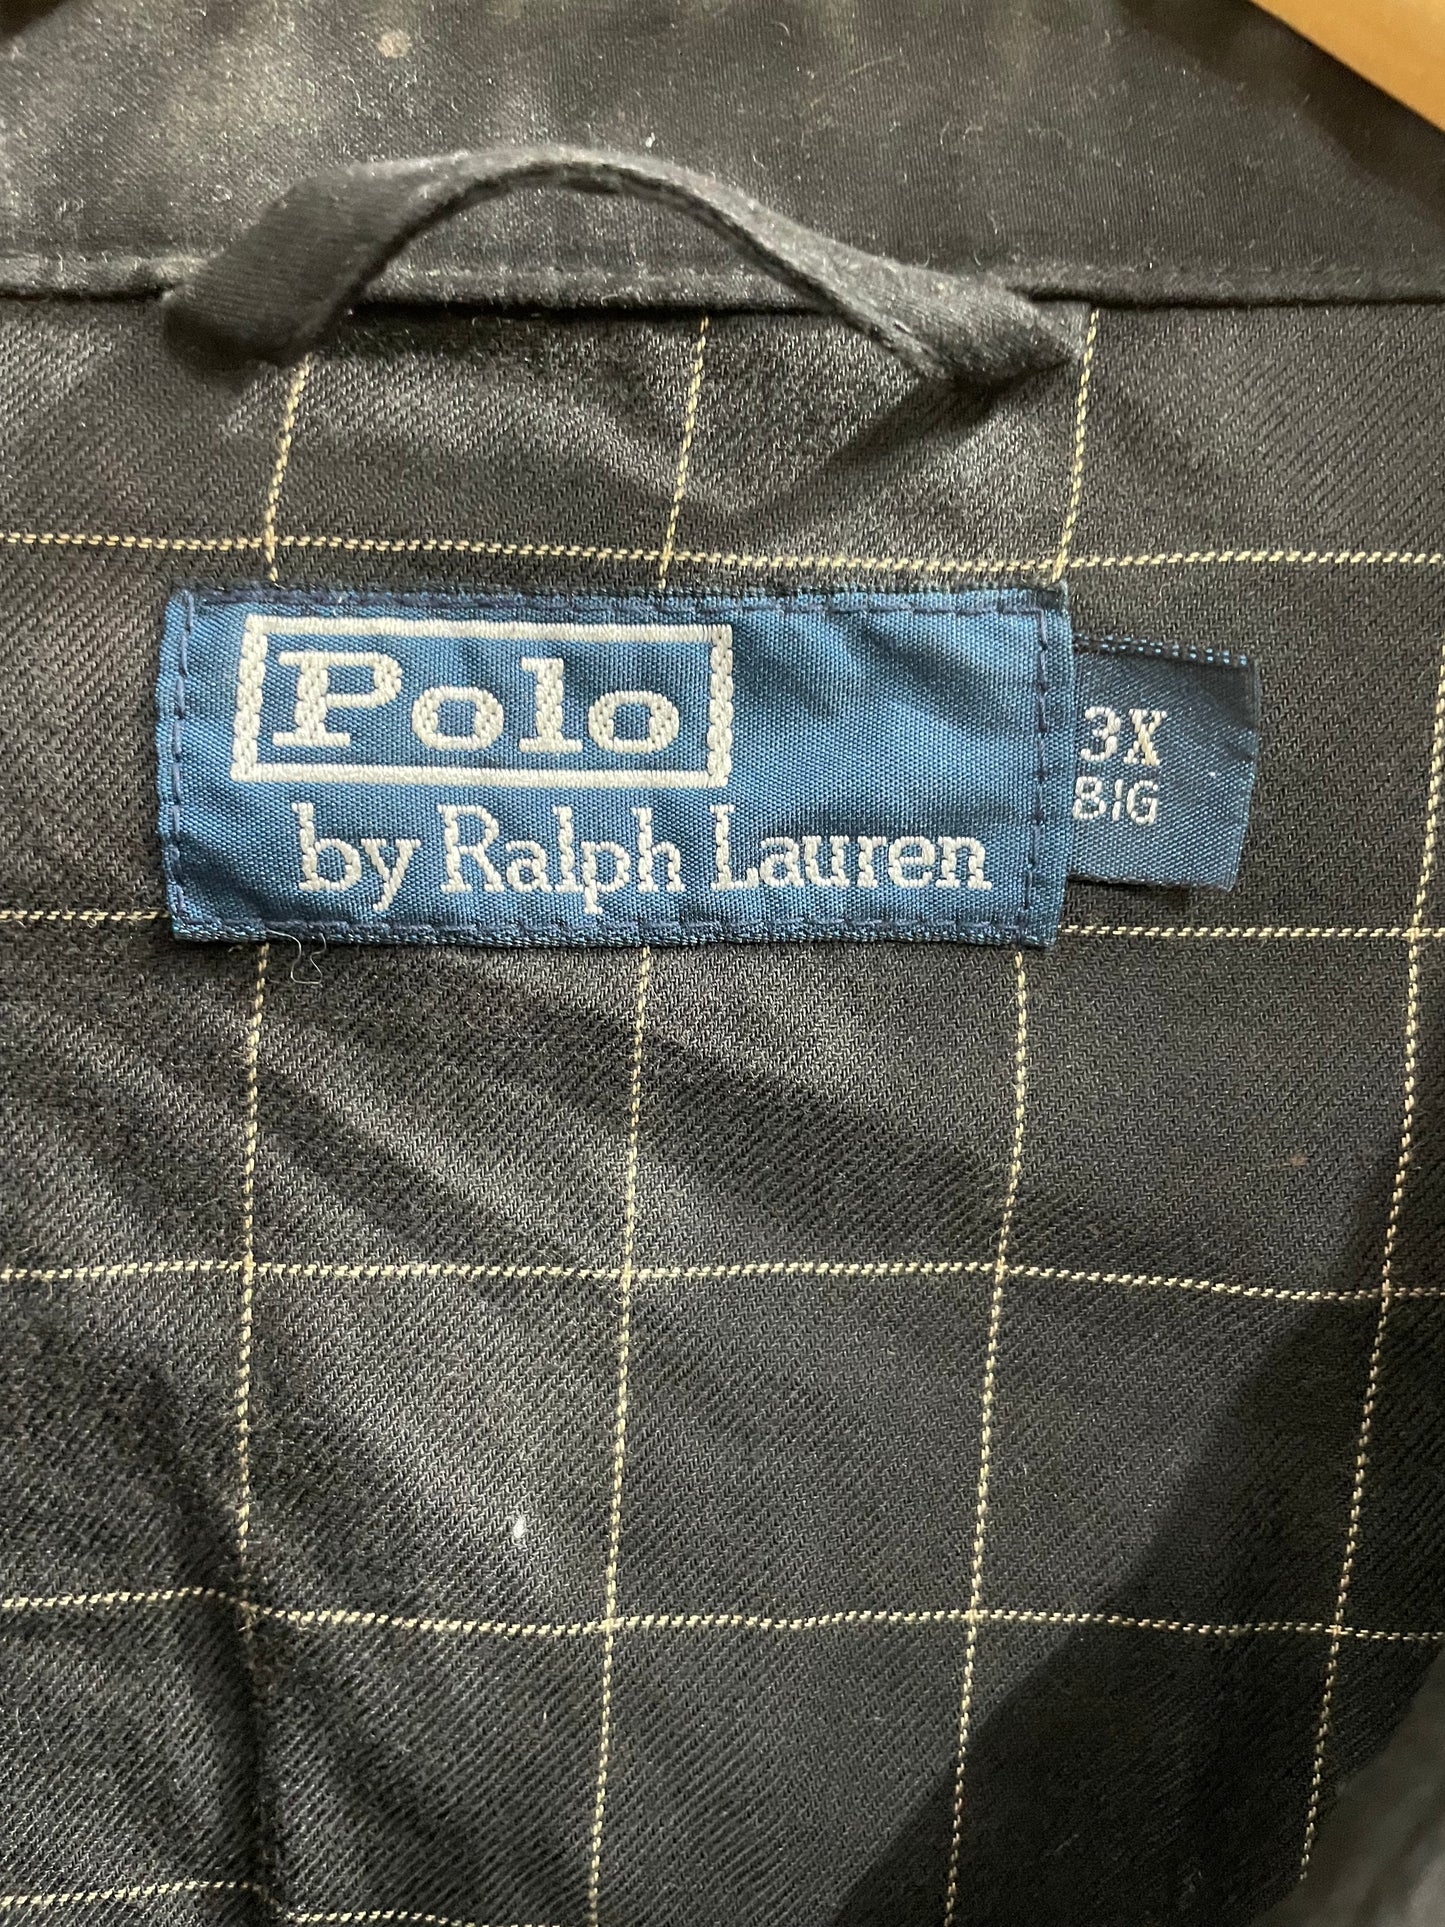 Polo
by Ralph Lauren
3X
BIG